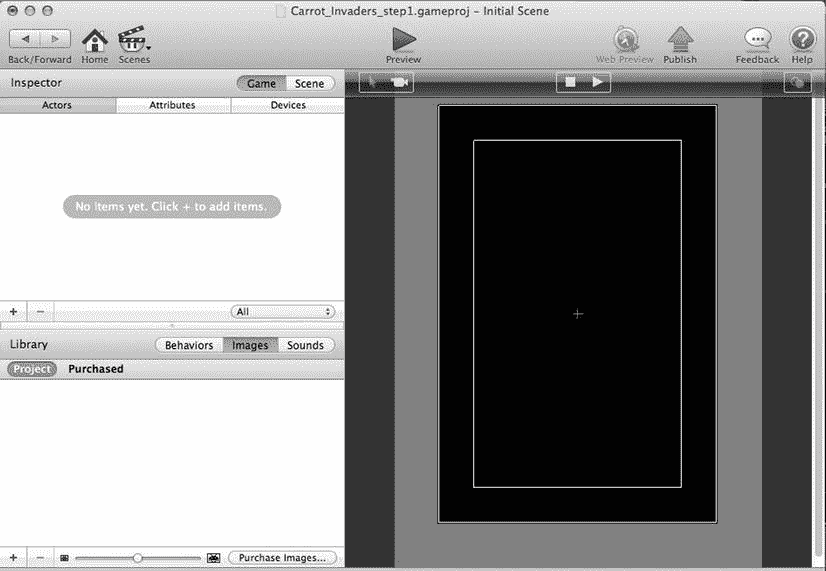 Carrot_Invaders_step1.gameproj - Initial Scene
Back/Forward Home Scenes Preview Web Preview Publish Feedback Help
Inspector Game Scene
Actors Attributes Devices
No items yet. Click + to add items.
+ - All
Library Behaviors Images Sounds
Project Purchased
+ - Purchase Images...